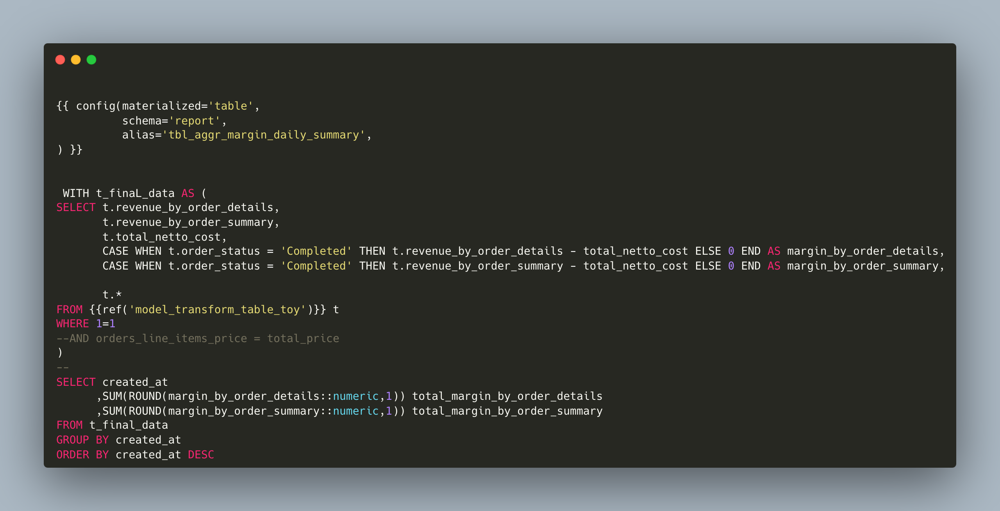 {{ config(materialized='table',
          schema='report',
          alias='tbl_aggr_margin_daily_summary',
) }}
 WITH t_finaL_data AS (
SELECT t.revenue_by_order_details,
       t.revenue_by_order_summary,
       t.total_netto_cost,
       CASE WHEN t.order_status = 'Completed' THEN t.revenue_by_order_details - total_netto_cost ELSE 0 END AS margin_by_order_details,
       CASE WHEN t.order_status = 'Completed' THEN t.revenue_by_order_summary - total_netto_cost ELSE 0 END AS margin_by_order_summary,
       t.*
FROM {{ref('model_transform_table_toy')}} t
WHERE 1=1
--AND orders_line_items_price = total_price
)
--
SELECT created_at
      ,SUM(ROUND(margin_by_order_details::numeric,1)) total_margin_by_order_details
      ,SUM(ROUND(margin_by_order_summary::numeric,1)) total_margin_by_order_summary
FROM t_final_data
GROUP BY created_at
ORDER BY created_at DESC